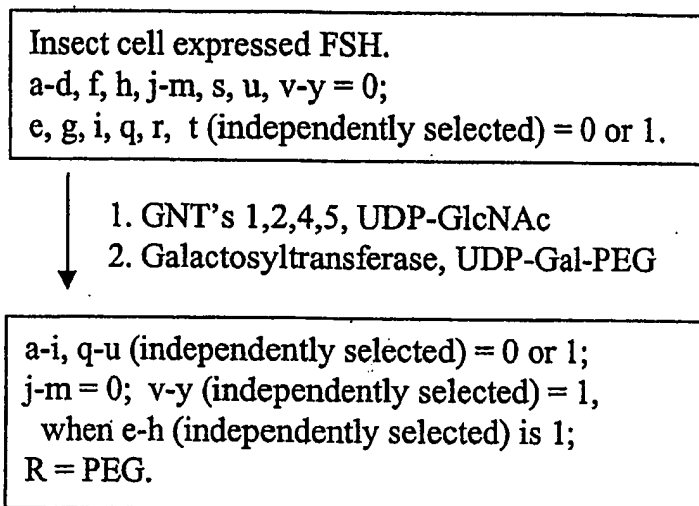 Insect cell expressed FSH.
a-d, f, h, j-m, s, u, v-y = 0;
e, g, i, q, r, t (independently selected) = 0 or 1.
1. GNT's 1,2,4,5, UDP-GlcNAc
2. Galactosyltransferase, UDP-Gal-PEG
a-i, q-u (independently selected) = 0 or 1;
j-m = 0; v-y (independently selected) = 1,
when e-h (independently selected) is 1;
R = PEG.